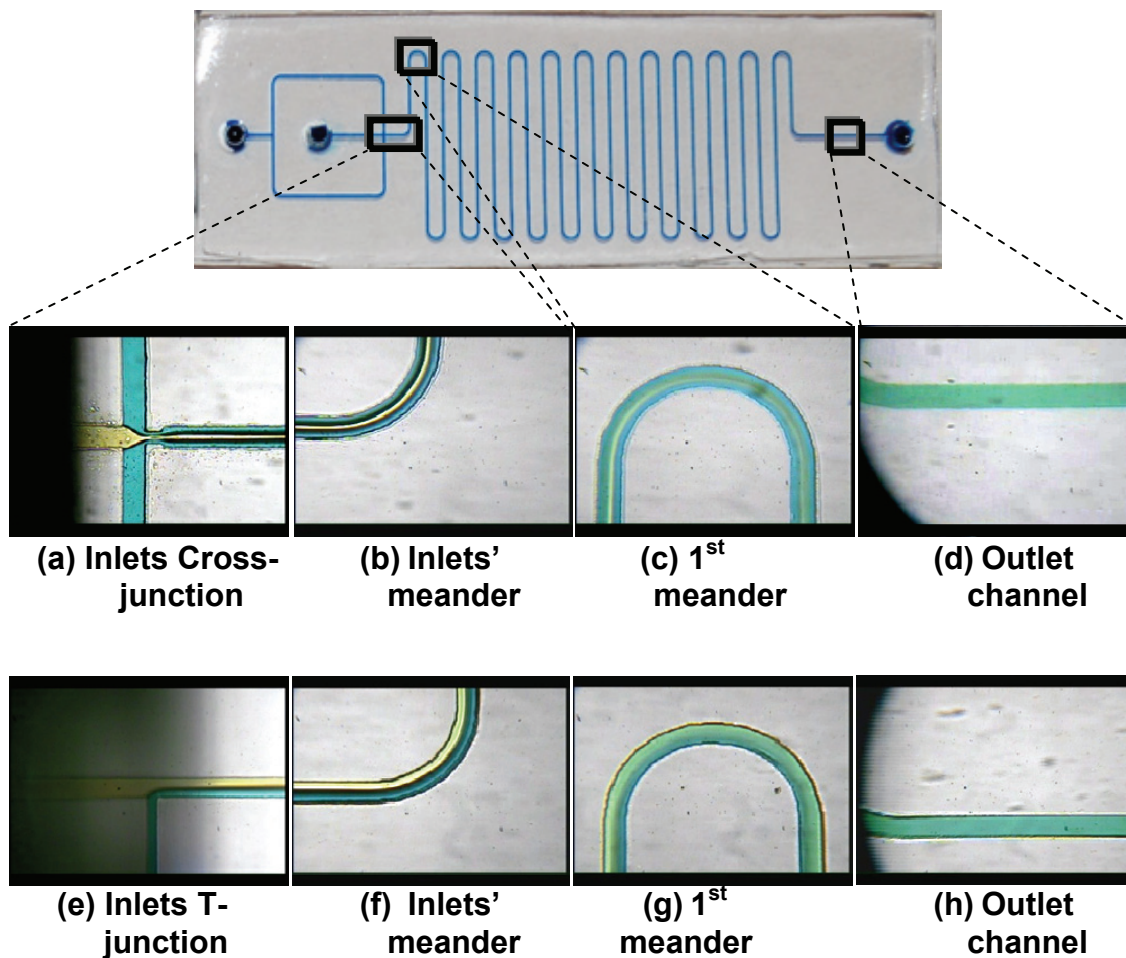 (a) Inlets Cross-
junction
(b) Inlets'
meander
(c) 1st
meander
(d) Outlet
channel
(e) Inlets T-
junction
(f) Inlets'
meander
(g) 1st
meander
(h) Outlet
channel